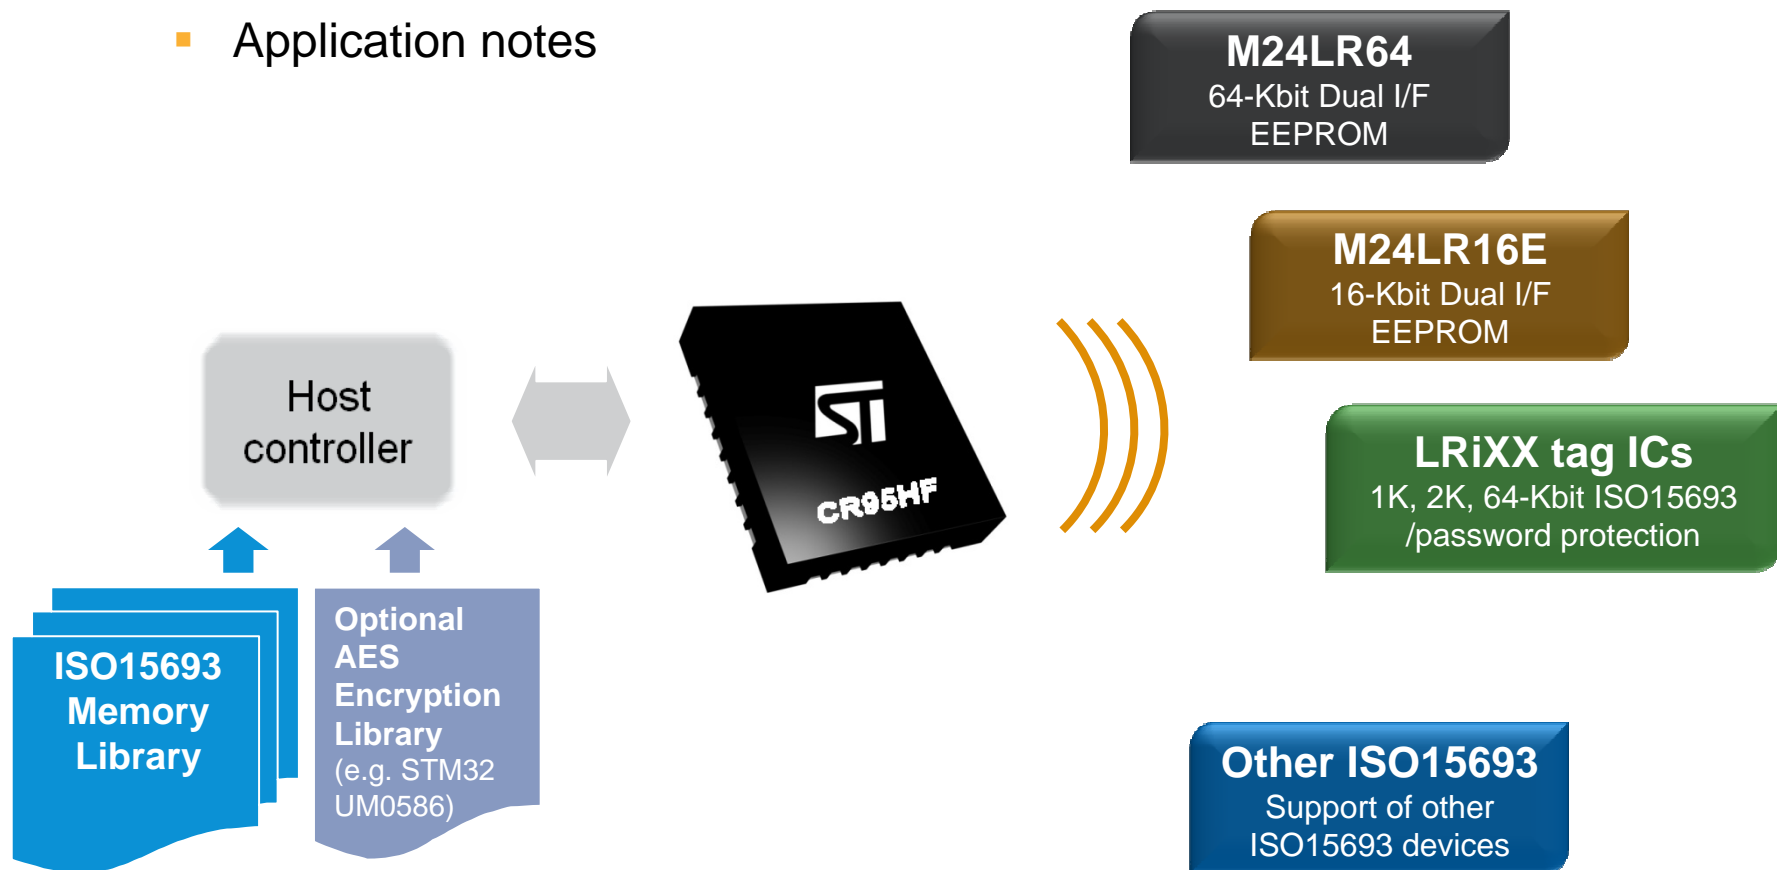 Application notes
M24LR64
64-Kbit Dual I/F
EEPROM
M24LR16E
16-Kbit Dual I/F
EEPROM
Host
controller
ST
CR95HF
LRiXX tag ICs
1K, 2K, 64-Kbit ISO15693
/password protection
ISO15693
Memory
Library
Optional
AES
Encryption
Library
(e.g. STM32
UM0586)
Other ISO15693
Support of other
ISO15693 devices